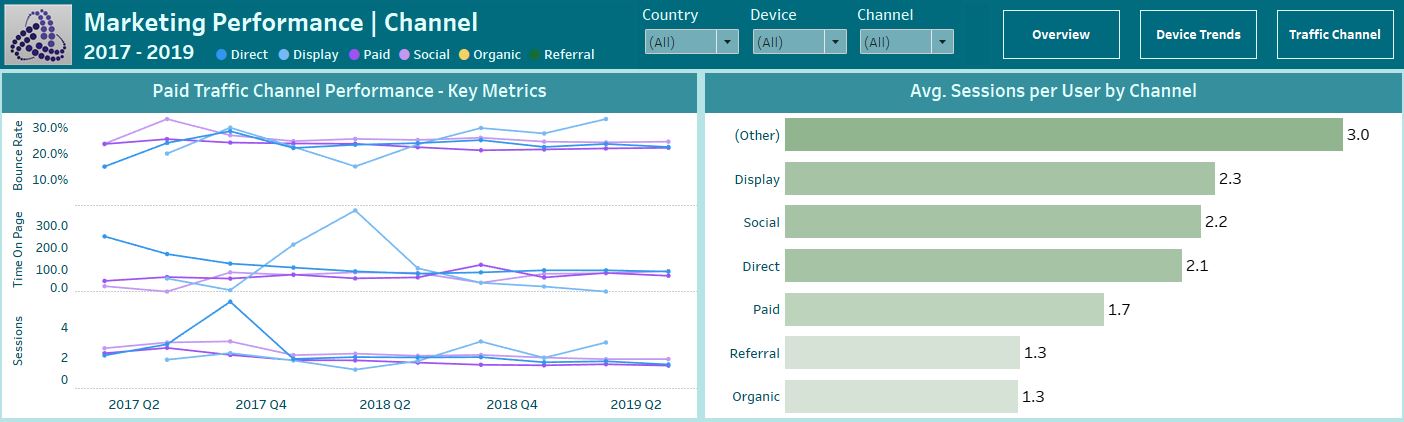 Marketing Performance | Channel
2017 - 2019
Direct Display Paid Social Organic Referral
Country Device Channel
(All) (All) (All)
Overview Device Trends Traffic Channel
Paid Traffic Channel Performance - Key Metrics
Bounce Rate
30.0%
20.0%
10.0%
Time On Page
300.0
200.0
100.0
0.0
Sessions
4
2
0
2017 Q2 2017 Q4 2018 Q2 2018 Q4 2019 Q2
Avg. Sessions per User by Channel
(Other) 3.0
Display 2.3
Social 2.2
Direct 2.1
Paid 1.7
Referral 1.3
Organic 1.3